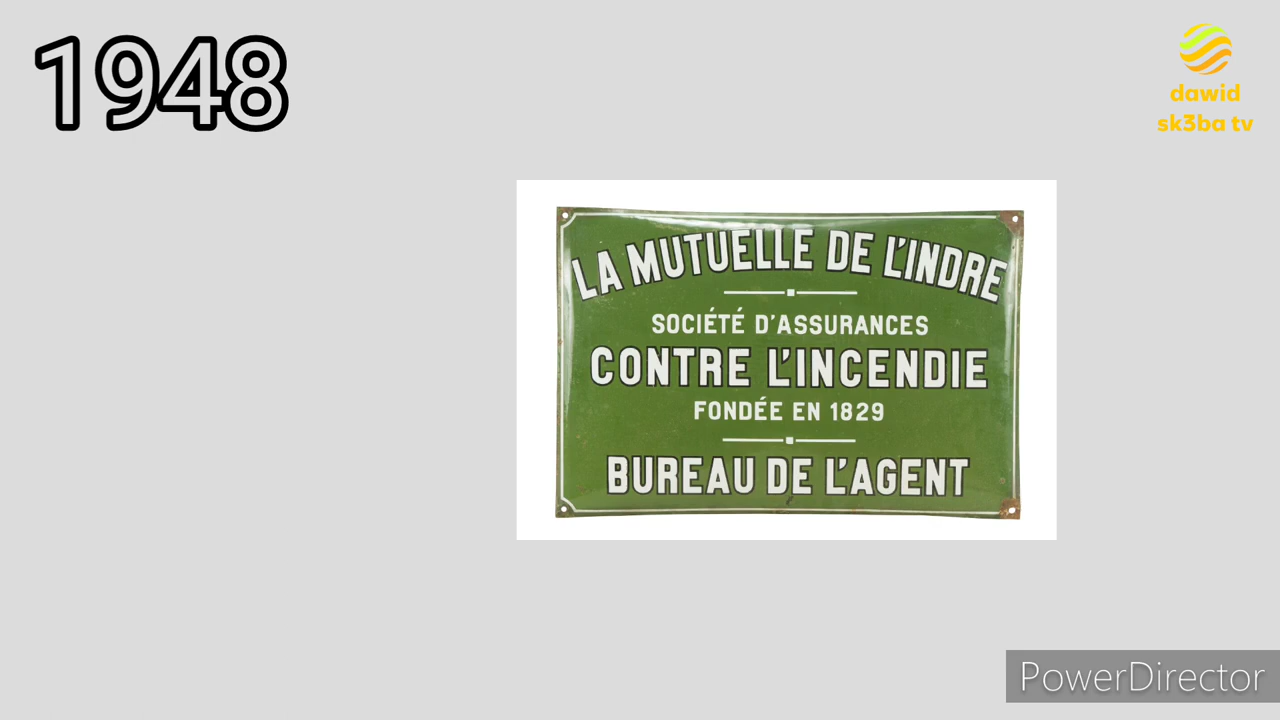 1948
dawid
sk3ba tv
LA MUTUELLE DE L'INDRE
SOCIÉTÉ D'ASSURANCES
CONTRE L'INCENDIE
FONDÉE EN 1829
BUREAU DE L'AGENT
PowerDirector